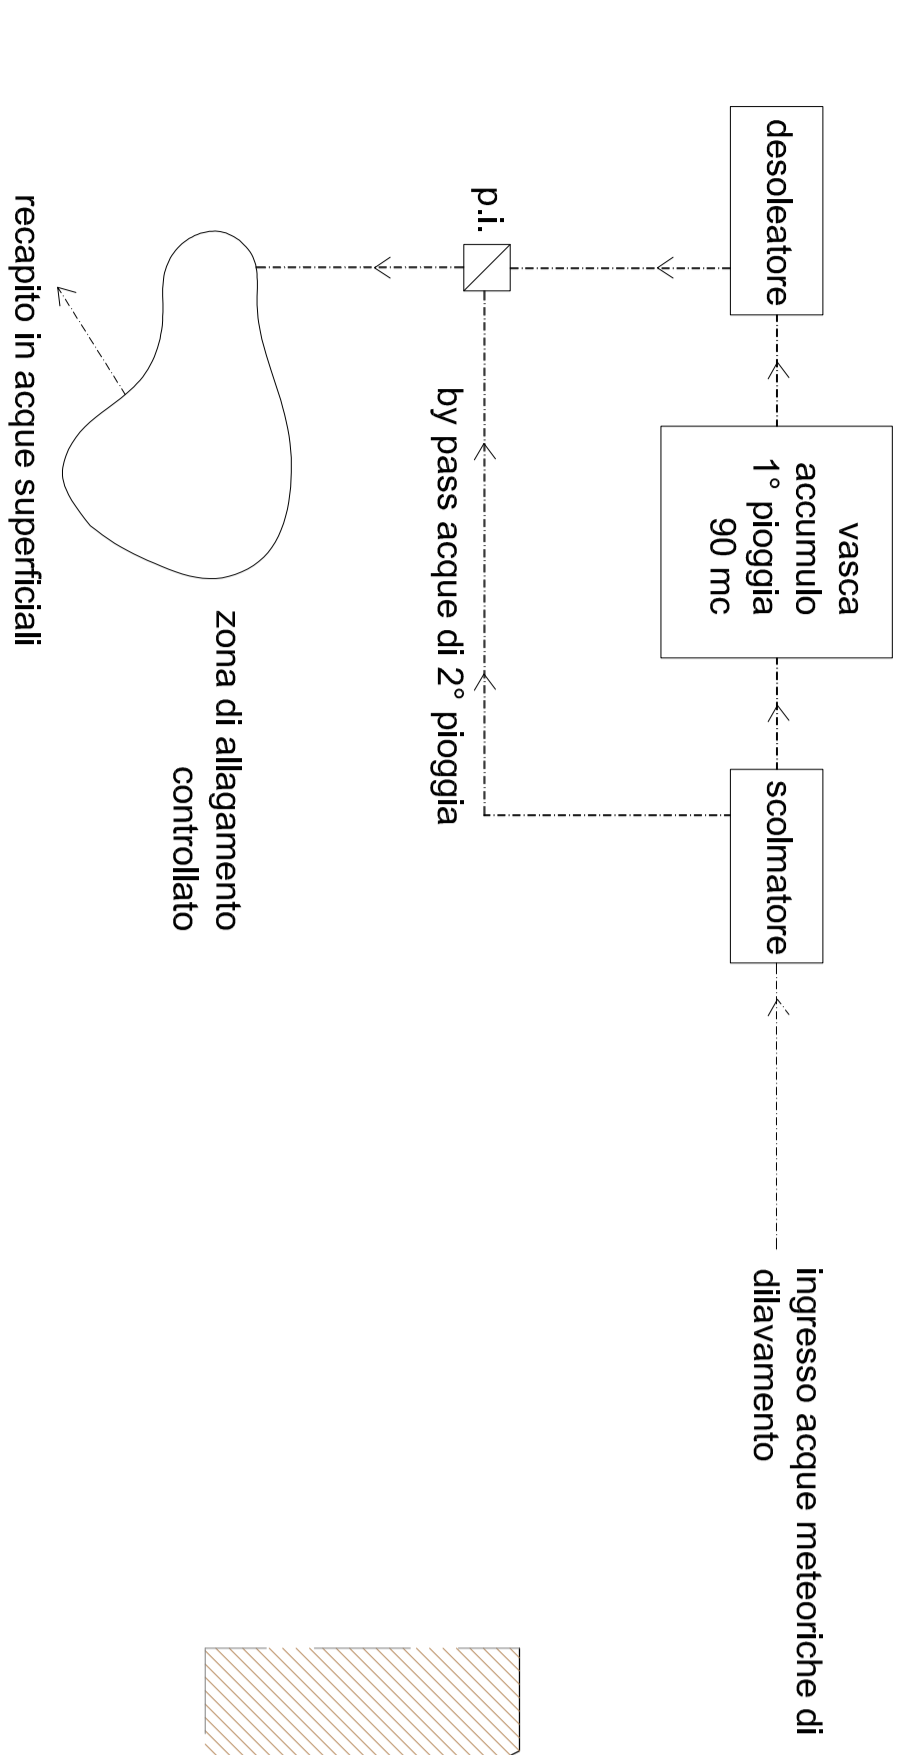 desoleatore
vasca
accumulo
1° pioggia
90 mc
scolmatore
ingresso acque meteoriche di
dilavamento
p.i.
by pass acque di 2° pioggia
zona di allagamento
controllato
recapito in acque superficiali